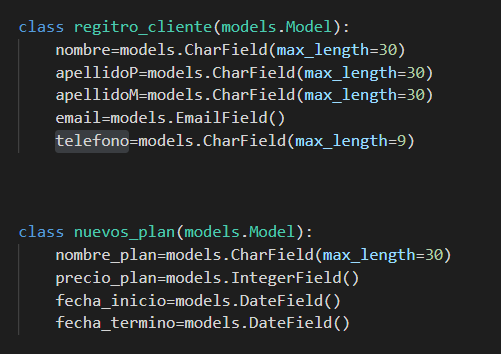 class regitro_cliente(models.Model):
    nombre=models.CharField(max_length=30)
    apellidoP=models.CharField(max_length=30)
    apellidoM=models.CharField(max_length=30)
    email=models.EmailField()
    telefono=models.CharField(max_length=9)
class nuevos_plan(models.Model):
    nombre_plan=models.CharField(max_length=30)
    precio_plan=models.IntegerField()
    fecha_inicio=models.DateField()
    fecha_termino=models.DateField()